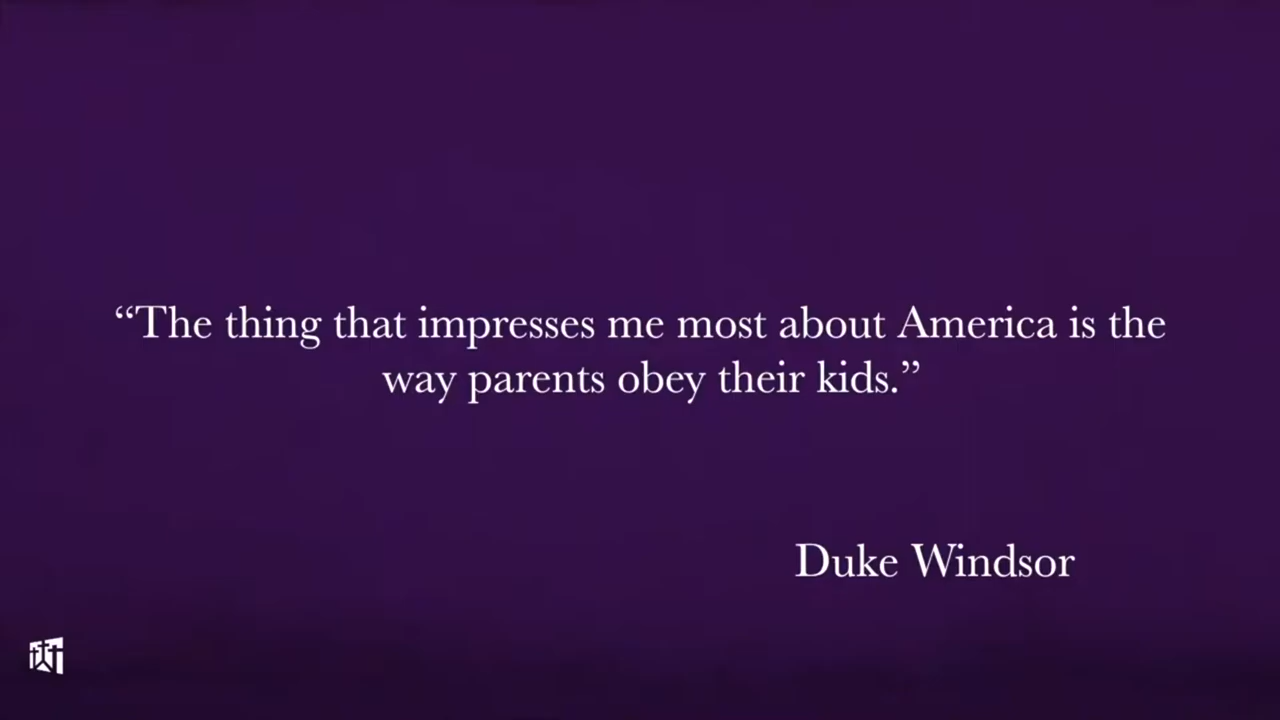 “The thing that impresses me most about America is the
way parents obey their kids.”
Duke Windsor